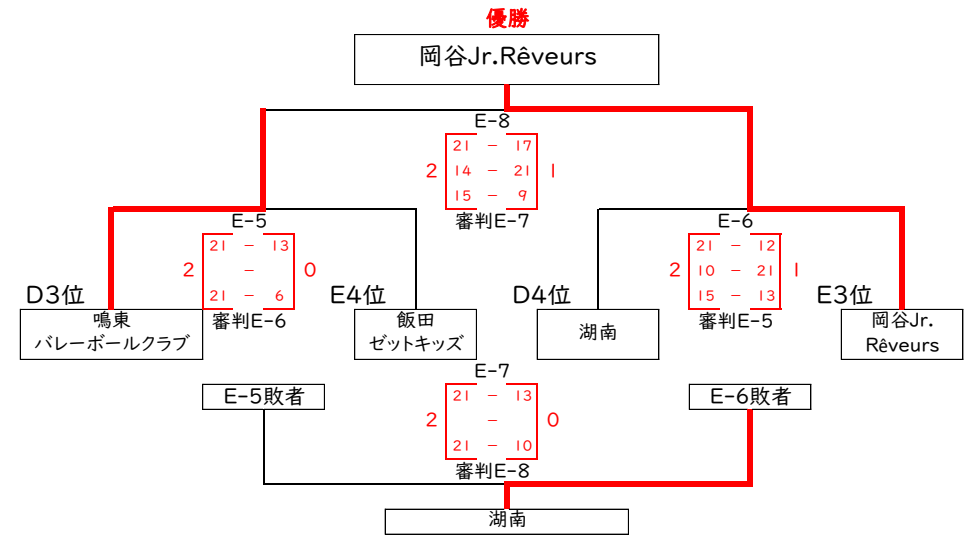 優勝
岡谷Jr.Rêveurs
E-8
21 - 17
2 14 - 21 1
15 - 9
審判E-7
E-5
21 - 13
2 - 0
21 - 6
審判E-6
E-6
21 - 12
2 10 - 21 1
15 - 13
審判E-5
D3位
鳴東
バレーボールクラブ
E4位
飯田
ゼットキッズ
D4位
湖南
E3位
岡谷Jr.
Rêveurs
E-7
E-5敗者
21 - 13
2 - 0
21 - 10
E-6敗者
審判E-8
湖南